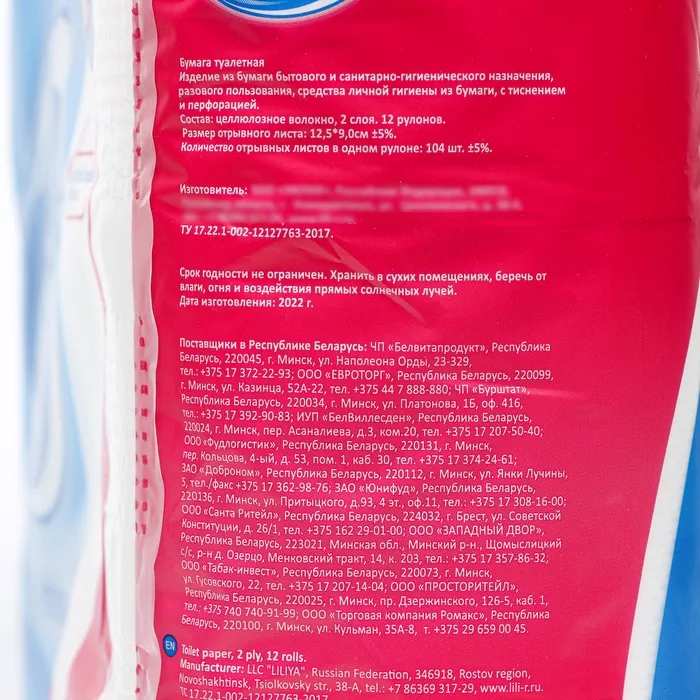 Бумага туалетная
Изделие из бумаги бытового и санитарно-гигиенического назначения,
разового пользования, средства личной гигиены из бумаги, с тиснением
и перфорацией.
Состав: целлюлозное волокно, 2 слоя. 12 рулонов.
Размер отрывного листа: 12,5*9,0см ±5%.
Количество отрывных листов в одном рулоне: 104 шт. ±5%.
Изготовитель:
ТУ 17.22.1-002-12127763-2017.
Срок годности не ограничен. Хранить в сухих помещениях, беречь от
влаги, огня и воздействия прямых солнечных лучей.
Дата изготовления: 2022 г.
Поставщики в Республике Беларусь: ЧП «Белвитапродукт», Республика
Беларусь, 220045, г. Минск, ул. Наполеона Орды, 23-329,
тел.: +375 17 372-22-93; ООО «ЕВРОТОРГ», Республика Беларусь, 220099,
г. Минск, ул. Казинца, 52А-22, тел. +375 44 7 888-880; ЧП «Бурштат»,
Республика Беларусь, 220034, г. Минск, ул. Платонова, 1Б, оф. 416,
тел.: +375 17 392-90-83; ИУП «БелВиллесден», Республика Беларусь,
220024, г. Минск, пер. Асаналиева, д.3, ком.20, тел. +375 17 207-50-40;
ООО «Фудлогистик», Республика Беларусь, 220131, г. Минск,
пер. Кольцова, 4-ый, д. 53, пом. 1, каб. 30, тел. +375 17 374-24-61;
ЗАО «Доброном», Республика Беларусь, 220112, г. Минск, ул. Янки Лучины,
5, тел./факс +375 17 362-98-76; ЗАО «Юнифуд», Республика Беларусь,
220136, г. Минск, ул. Притыцкого, д.93, 4 эт., оф.11, тел.: +375 17 308-16-00;
ООО «Санта Ритейл», Республика Беларусь, 224032, г. Брест, ул. Советской
Конституции, д. 26/1, тел. +375 162 29-01-00; ООО «ЗАПАДНЫЙ ДВОР»,
Республика Беларусь, 223021, Минская обл., Минский р-н., Щомыслицкий
с/с, р-н д. Озерцо, Менковский тракт, 14, к. 203, тел.: +375 17 357-86-32;
ООО «Табак-инвест», Республика Беларусь, 220073, г. Минск,
ул. Гусовского, 22, тел. +375 17 207-14-04; ООО «ПРОСТОРИТЕЙЛ»,
Республика Беларусь, 220025, г. Минск, пр. Дзержинского, 126-5, каб. 1,
тел.: +375 740 740-91-99; ООО «Торговая компания Ромакс», Республика
Беларусь, 220100, г. Минск, ул. Кульман, 35А-8, т. +375 29 659 00 45.
EN Toilet paper, 2 ply, 12 rolls.
Manufacturer: LLC "LILIYA", Russian Federation, 346918, Rostov region,
Novoshakhtinsk, Tsiolkovsky str., 38-A, tel.: +7 86369 317-29, www.lili-r.ru.
TC 17.22.1-002-12127763-2017